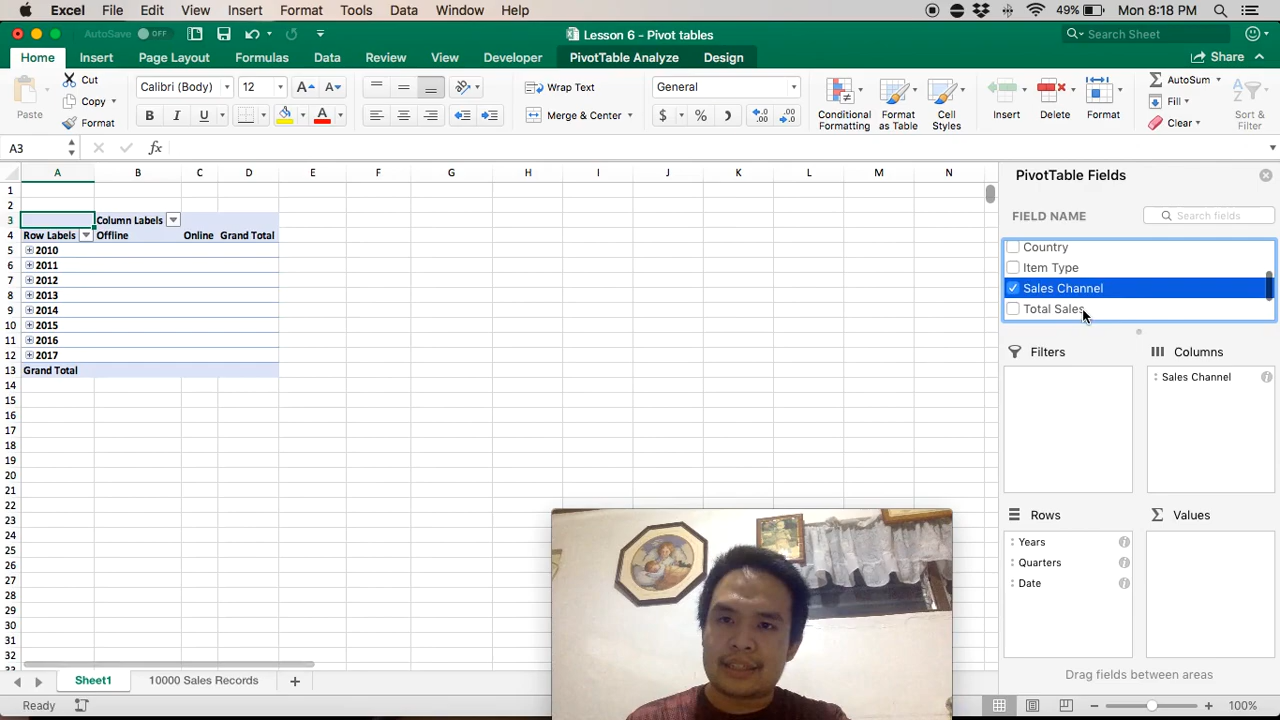 Excel File Edit View Insert Format Tools Data Window Help 49% Mon 8:18 PM
AutoSave OFF Lesson 6 - Pivot tables Search Sheet
Home Insert Page Layout Formulas Data Review View Developer PivotTable Analyze Design Share
Paste Cut Copy Format
Calibri (Body) 12 A A
B I U A
ab Wrap Text
Merge & Center
General
$ % .0 .00
Conditional Formatting
Format as Table
Cell Styles
Insert Delete Format
AutoSum
Fill
Clear
Sort & Filter
A3 fx
A B C D E F G H I J K L M N
1
2
3 Column Labels
4 Row Labels Offline Online Grand Total
5 2010
6 2011
7 2012
8 2013
9 2014
10 2015
11 2016
12 2017
13 Grand Total
14
15
16
17
18
19
20
21
22
23
24
25
26
27
28
29
30
31
PivotTable Fields
FIELD NAME Search fields
Country
Item Type
Sales Channel
Total Sales
Filters Columns
Sales Channel
Rows Values
Years
Quarters
Date
Drag fields between areas
Sheet1 10000 Sales Records
Ready 100%